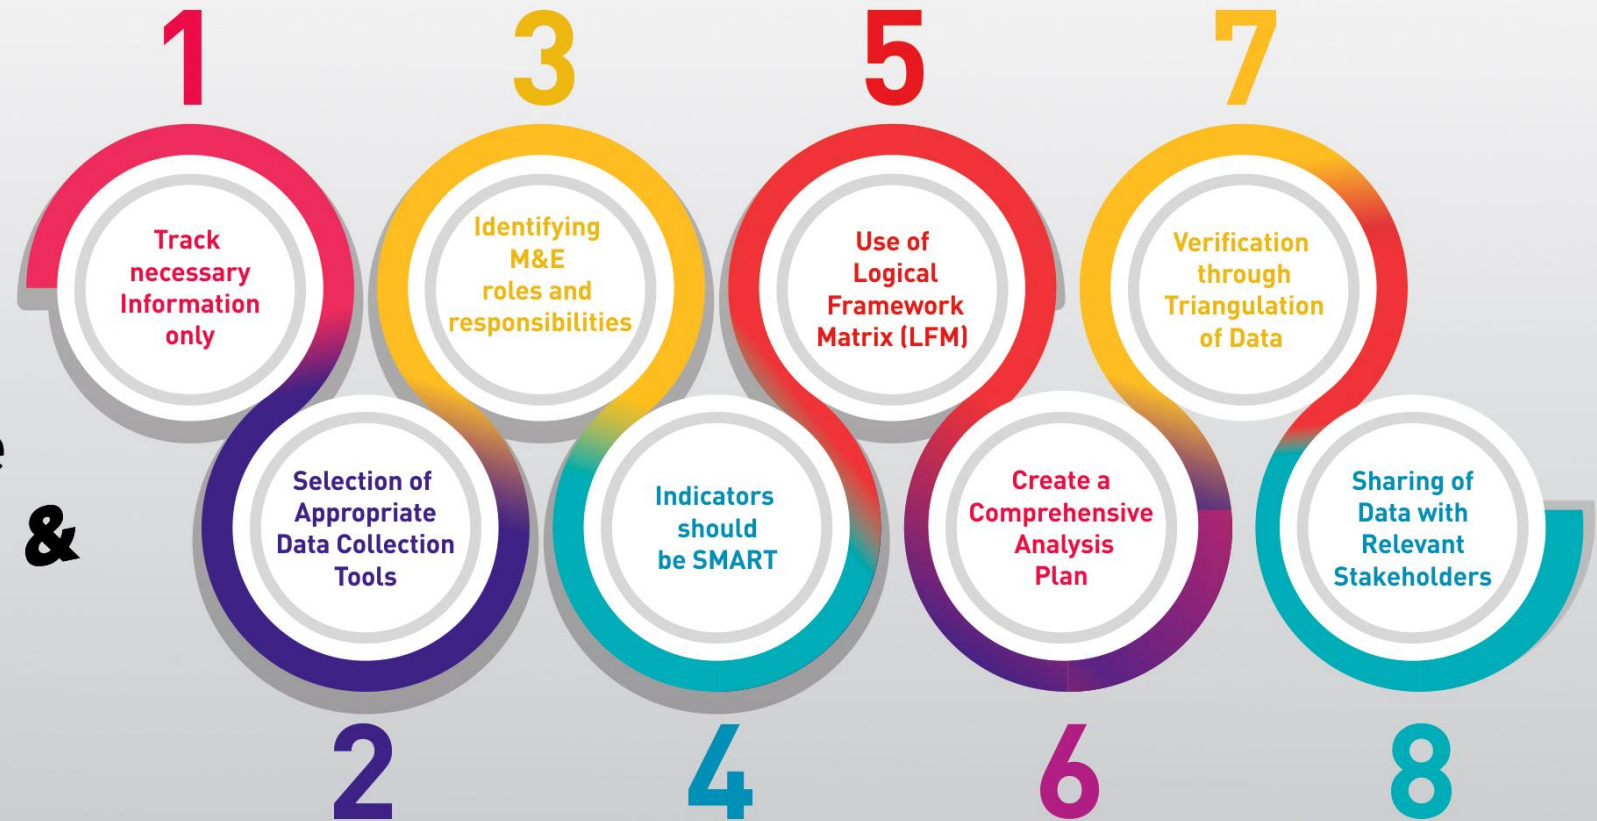 1
Track
necessary
Information
only
2
Selection of
Appropriate
Data Collection
Tools
3
Identifying
M&E
roles and
responsibilities
4
Indicators
should
be SMART
5
Use of
Logical
Framework
Matrix (LFM)
6
Create a
Comprehensive
Analysis
Plan
7
Verification
through
Triangulation
of Data
8
Sharing of
Data with
Relevant
Stakeholders
&